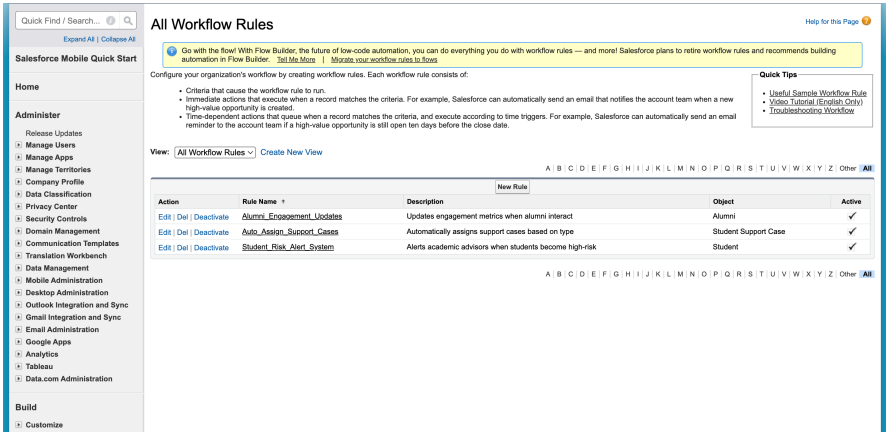 Quick Find / Search...
Expand All | Collapse All
Salesforce Mobile Quick Start
Home
Administer
Release Updates
Manage Users
Manage Apps
Manage Territories
Company Profile
Data Classification
Privacy Center
Security Controls
Domain Management
Communication Templates
Translation Workbench
Data Management
Mobile Administration
Desktop Administration
Outlook Integration and Sync
Gmail Integration and Sync
Email Administration
Google Apps
Analytics
Tableau
Data.com Administration
Build
Customize
All Workflow Rules
Help for this Page
Go with the flow! With Flow Builder, the future of low-code automation, you can do everything you do with workflow rules — and more! Salesforce plans to retire workflow rules and recommends building
automation in Flow Builder. Tell Me More | Migrate your workflow rules to flows
Configure your organization's workflow by creating workflow rules. Each workflow rule consists of:
• Criteria that cause the workflow rule to run.
• Immediate actions that execute when a record matches the criteria. For example, Salesforce can automatically send an email that notifies the account team when a new
high-value opportunity is created.
• Time-dependent actions that queue when a record matches the criteria, and execute according to time triggers. For example, Salesforce can automatically send an email
reminder to the account team if a high-value opportunity is still open ten days before the close date.
Quick Tips
• Useful Sample Workflow Rule
• Video Tutorial (English Only)
• Troubleshooting Workflow
View: All Workflow Rules Create New View
A | B | C | D | E | F | G | H | I | J | K | L | M | N | O | P | Q | R | S | T | U | V | W | X | Y | Z | Other | All
New Rule
Action Rule Name ↑ Description Object Active
Edit | Del | Deactivate Alumni_Engagement_Updates Updates engagement metrics when alumni interact Alumni ✓
Edit | Del | Deactivate Auto_Assign_Support_Cases Automatically assigns support cases based on type Student Support Case ✓
Edit | Del | Deactivate Student_Risk_Alert_System Alerts academic advisors when students become high-risk Student ✓
A | B | C | D | E | F | G | H | I | J | K | L | M | N | O | P | Q | R | S | T | U | V | W | X | Y | Z | Other | All